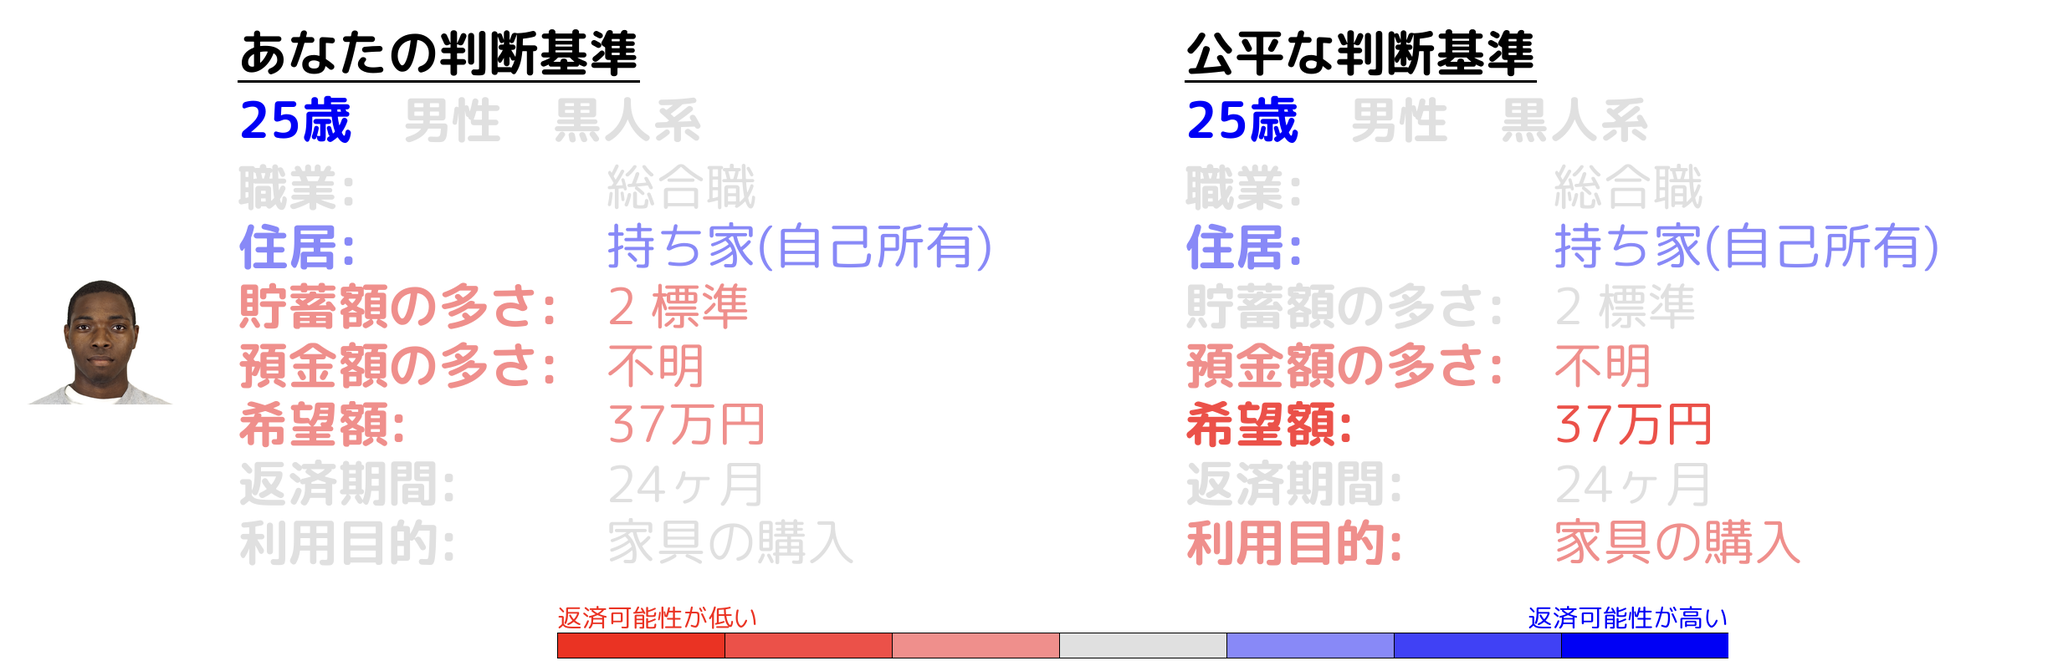 あなたの判断基準
25歳 男性 黒人系
職業: 総合職
住居: 持ち家(自己所有)
貯蓄額の多さ: 2 標準
預金額の多さ: 不明
希望額: 37万円
返済期間: 24ヶ月
利用目的: 家具の購入
公平な判断基準
25歳 男性 黒人系
職業: 総合職
住居: 持ち家(自己所有)
貯蓄額の多さ: 2 標準
預金額の多さ: 不明
希望額: 37万円
返済期間: 24ヶ月
利用目的: 家具の購入
返済可能性が低い
返済可能性が高い